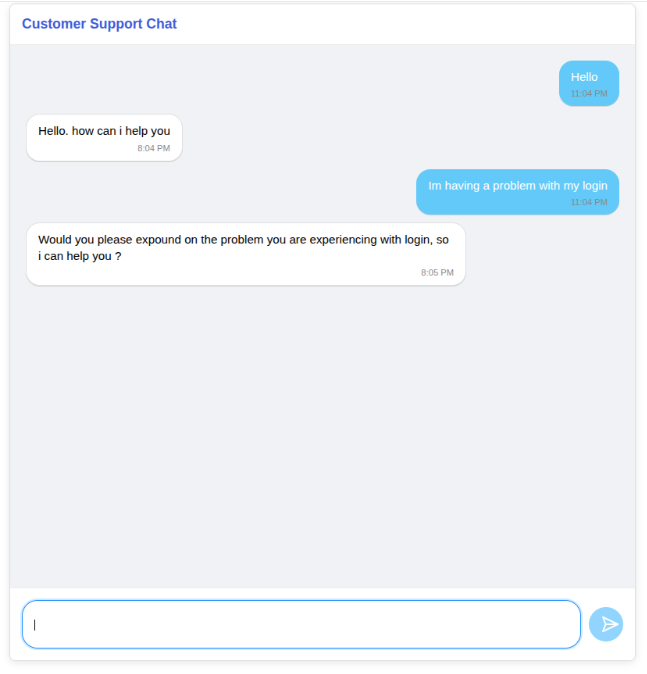 Customer Support Chat
Hello
11:04 PM
Hello. how can i help you
8:04 PM
Im having a problem with my login
11:04 PM
Would you please expound on the problem you are experiencing with login, so
i can help you ?
8:05 PM